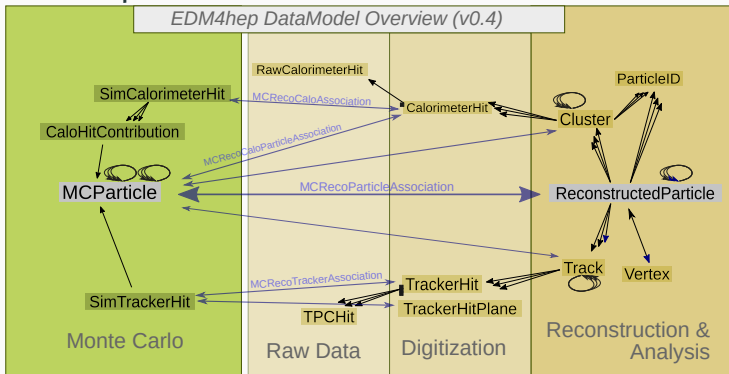 EDM4hep DataModel Overview (v0.4)
RawCalorimeterHit
ParticleID
SimCalorimeterHit
MCRecoCaloAssociation
CalorimeterHit
Cluster
CaloHitContribution
MCRecoCaloParticleAssociation
MCParticle
MCRecoParticleAssociation
ReconstructedParticle
Track
Vertex
MCRecoTrackerAssociation
TrackerHit
SimTrackerHit
TPCHit
TrackerHitPlane
Monte Carlo
Raw Data
Digitization
Reconstruction &
Analysis